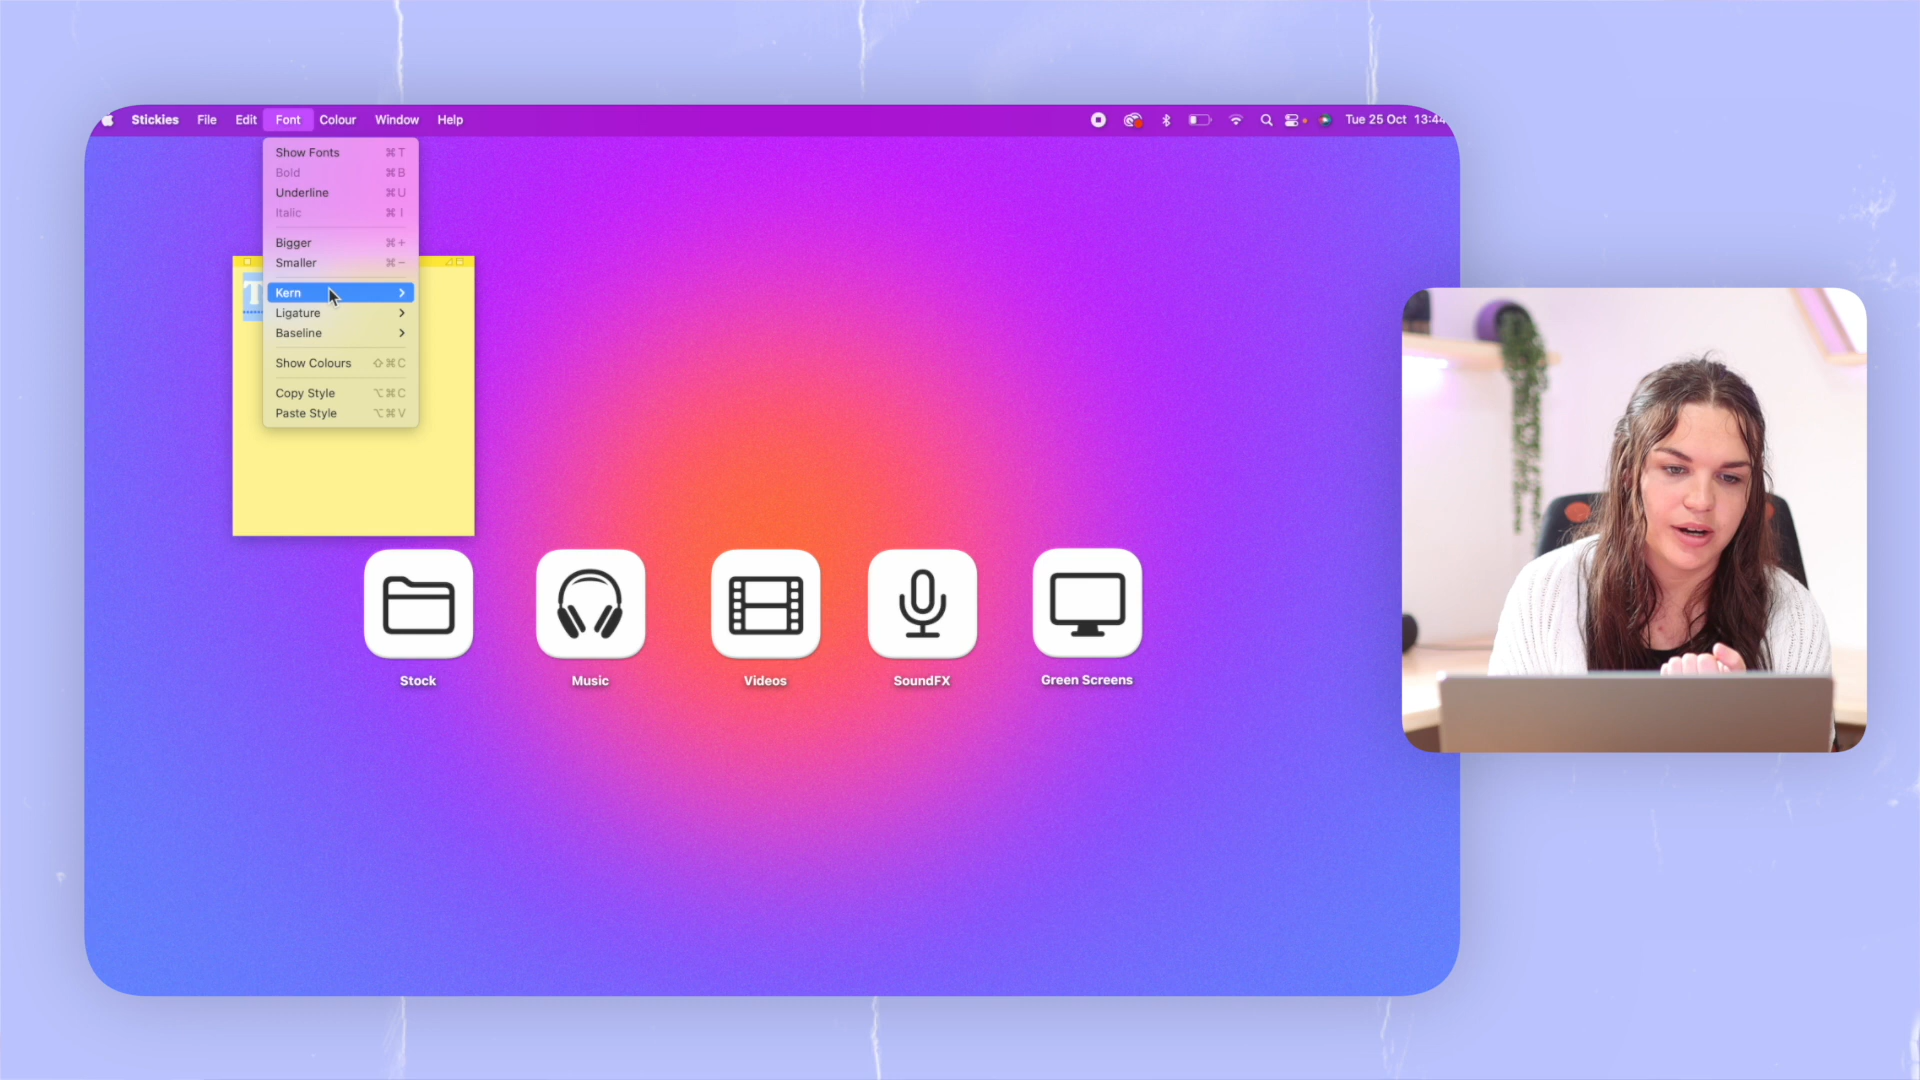 Stickies File Edit Font Colour Window Help Tue 25 Oct 13:44
Show Fonts ⌘T
Bold ⌘B
Underline ⌘U
Italic ⌘I
Bigger ⌘+
Smaller ⌘−
T
Kern
Ligature
Baseline
Show Colours ⇧⌘C
Copy Style ⌥⌘C
Paste Style ⌥⌘V
Stock Music Videos SoundFX Green Screens